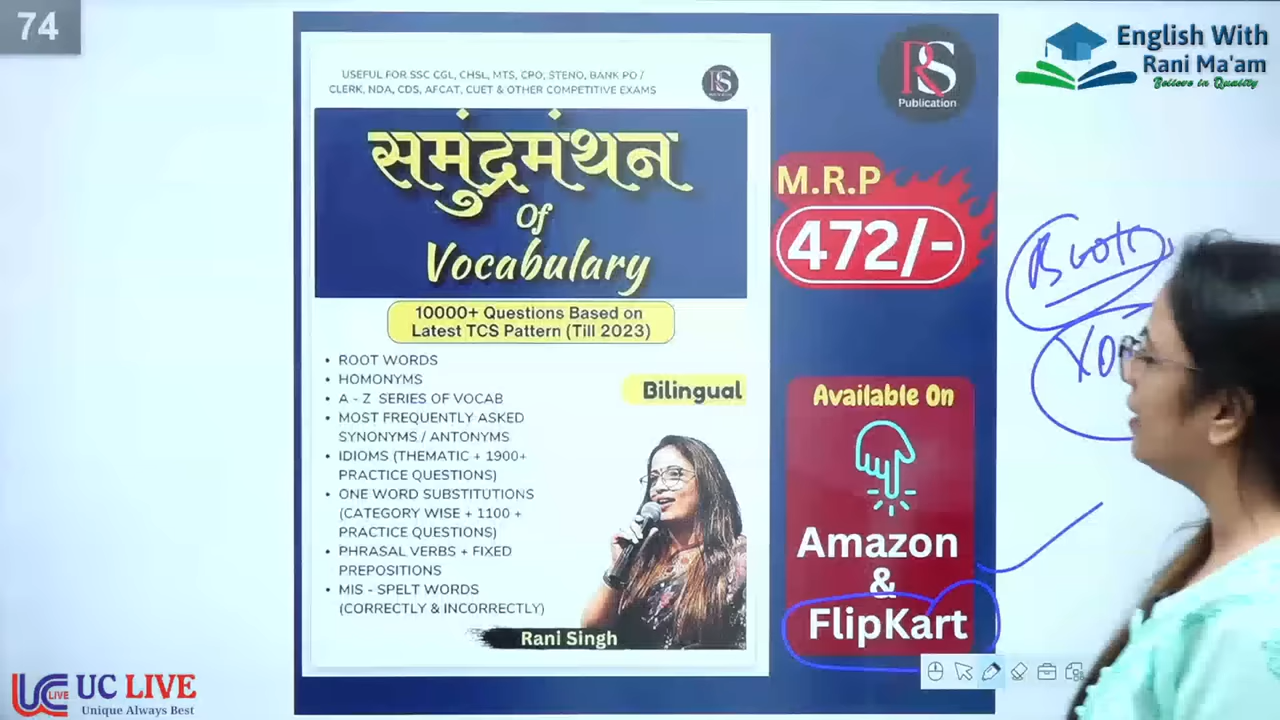 74
USEFUL FOR SSC CGL, CHSL, MTS, CPO, STENO, BANK PO /
CLERK, NDA, CDS, AFCAT, CUET & OTHER COMPETITIVE EXAMS
RS
समुंद्रमंथन
Of
Vocabulary
10000+ Questions Based on
Latest TCS Pattern (Till 2023)
• ROOT WORDS
• HOMONYMS
• A - Z SERIES OF VOCAB
• MOST FREQUENTLY ASKED
SYNONYMS / ANTONYMS
• IDIOMS (THEMATIC + 1900+
PRACTICE QUESTIONS)
• ONE WORD SUBSTITUTIONS
(CATEGORY WISE + 1100 +
PRACTICE QUESTIONS)
• PHRASAL VERBS + FIXED
PREPOSITIONS
• MIS - SPELT WORDS
(CORRECTLY & INCORRECTLY)
Bilingual
Rani Singh
RS
Publication
M.R.P
472/-
Available On
Amazon
&
FlipKart
English With
Rani Ma'am
Believe in Quality
UC LIVE
UC LIVE
Unique Always Best